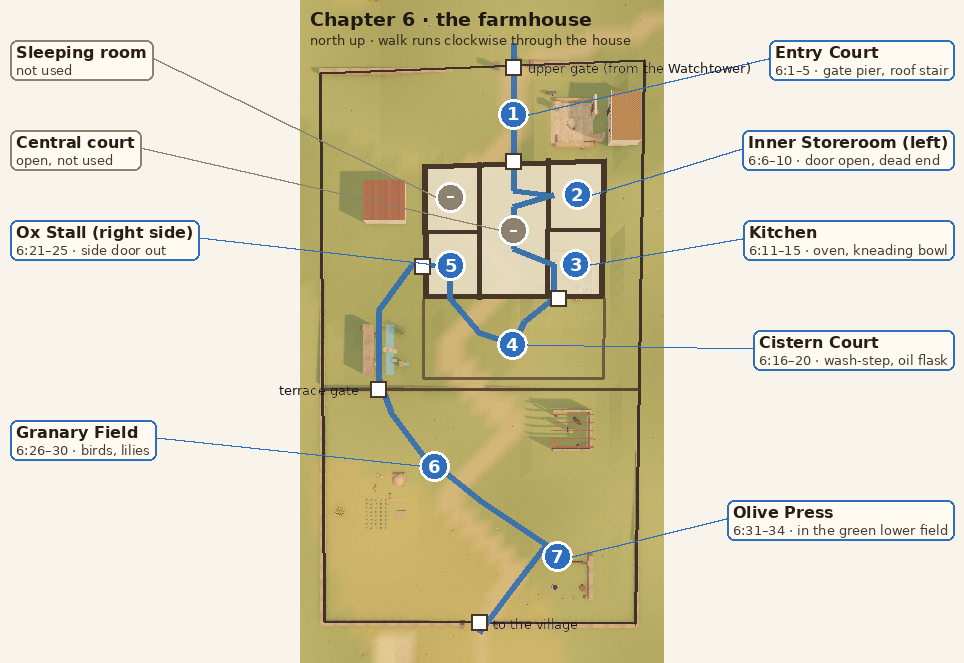 Chapter 6 · the farmhouse
north up · walk runs clockwise through the house
Sleeping room
not used
Entry Court
6:1–5 · gate pier, roof stair
upper gate (from the Watchtower)
1
Central court
open, not used
Inner Storeroom (left)
6:6–10 · door open, dead end
–
2
Ox Stall (right side)
6:21–25 · side door out
–
Kitchen
6:11–15 · oven, kneading bowl
5
3
4
Cistern Court
6:16–20 · wash-step, oil flask
terrace gate
Granary Field
6:26–30 · birds, lilies
6
Olive Press
6:31–34 · in the green lower field
7
to the village